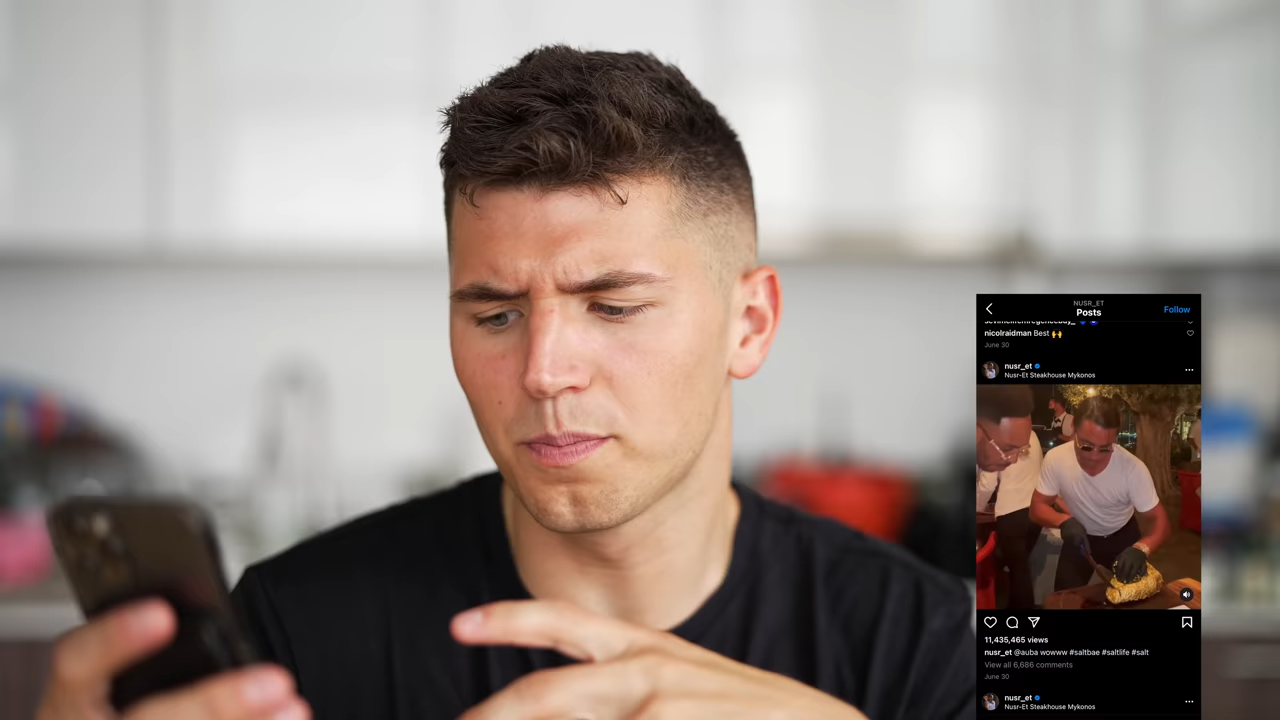 NUSR_ET
Posts
Follow
nicolraidman Best 🙌
June 30
nusr_et
Nusr-Et Steakhouse Mykonos
11,435,465 views
nusr_et @auba wowww #saltbae #saltlife #salt
View all 6,686 comments
June 30
nusr_et
Nusr-Et Steakhouse Mykonos